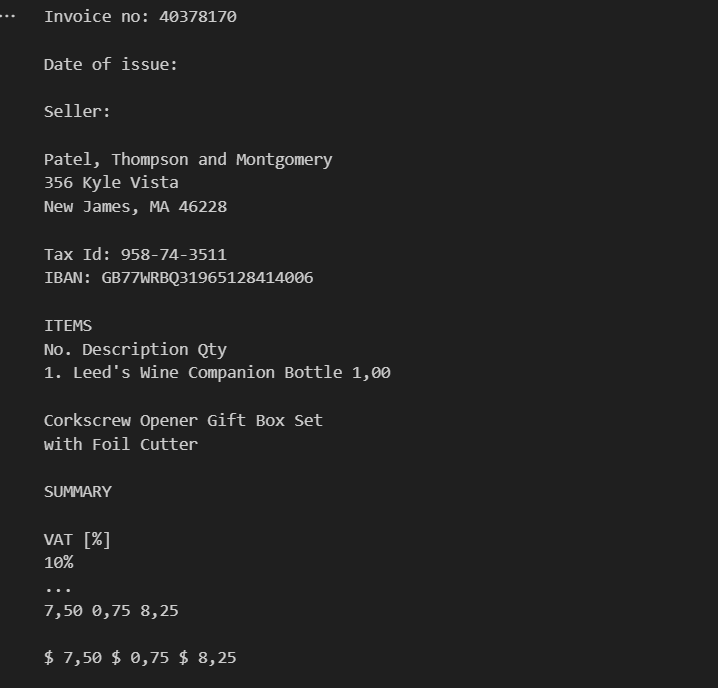 ...
Invoice no: 40378170
Date of issue:
Seller:
Patel, Thompson and Montgomery
356 Kyle Vista
New James, MA 46228
Tax Id: 958-74-3511
IBAN: GB77WRBQ31965128414006
ITEMS
No. Description Qty
1. Leed's Wine Companion Bottle 1,00
Corkscrew Opener Gift Box Set
with Foil Cutter
SUMMARY
VAT [%]
10%
...
7,50 0,75 8,25
$ 7,50 $ 0,75 $ 8,25